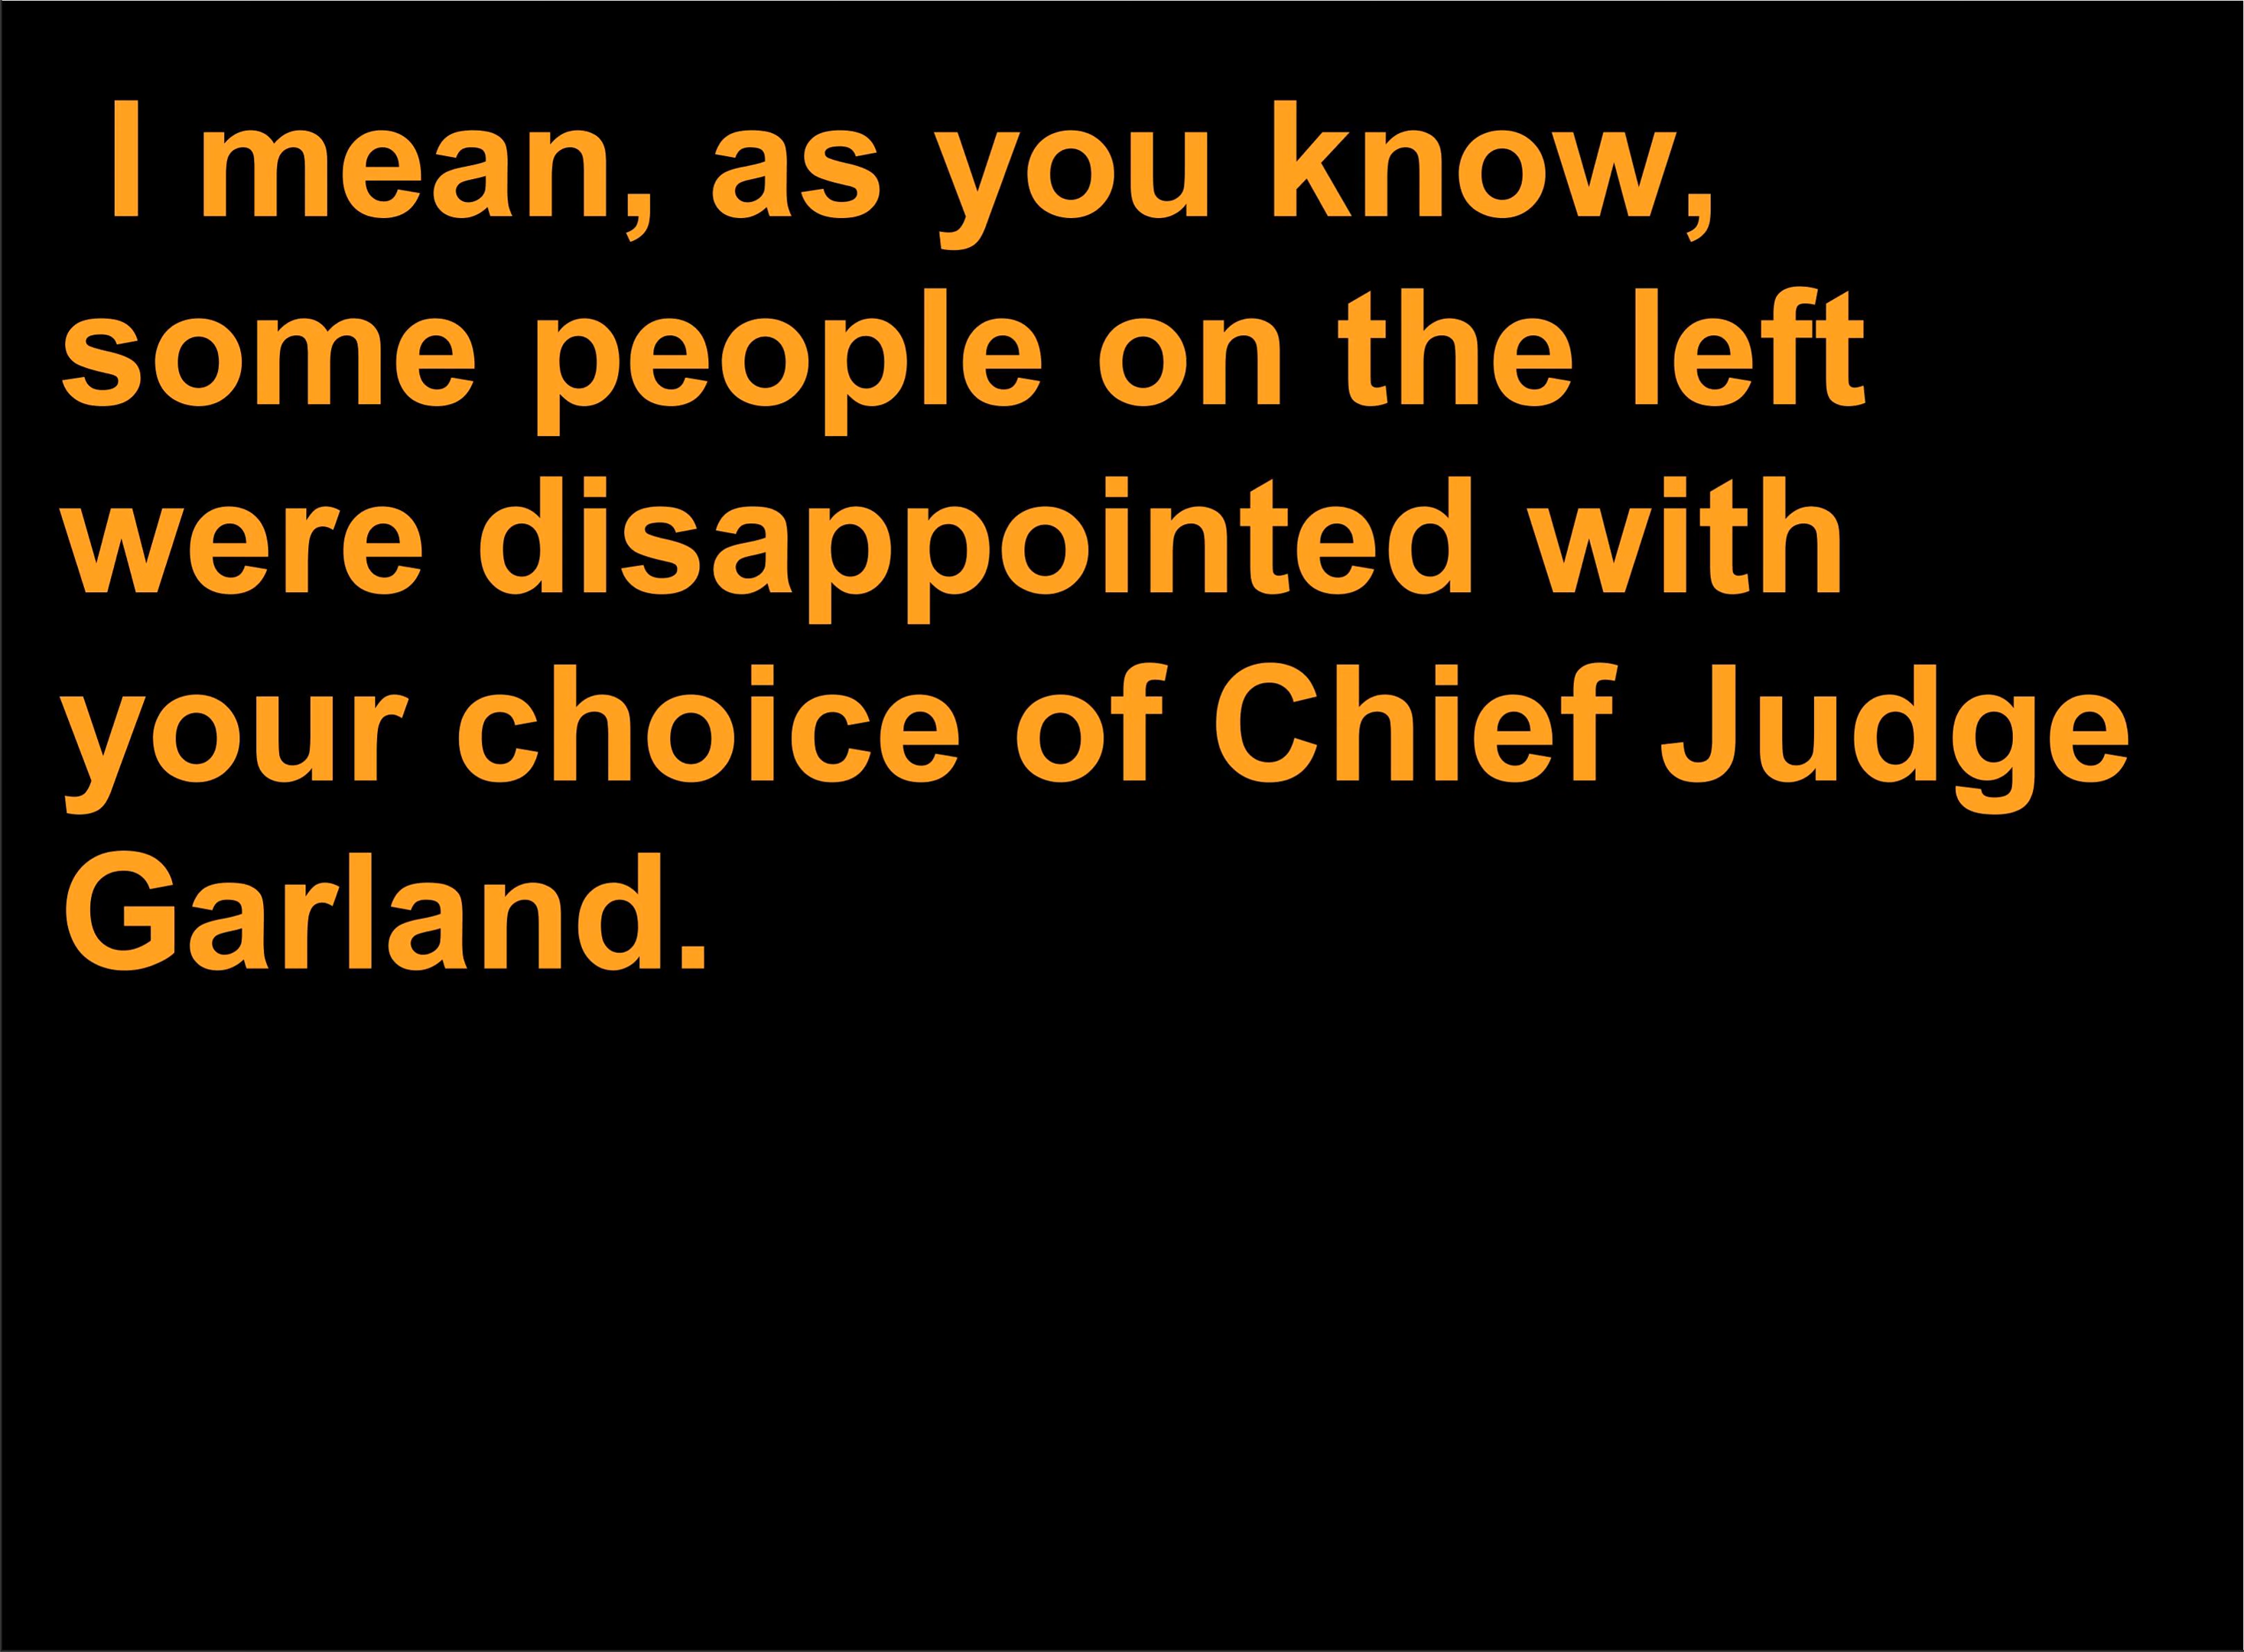 I mean, as you know,
some people on the left
were disappointed with
your choice of Chief Judge
Garland.